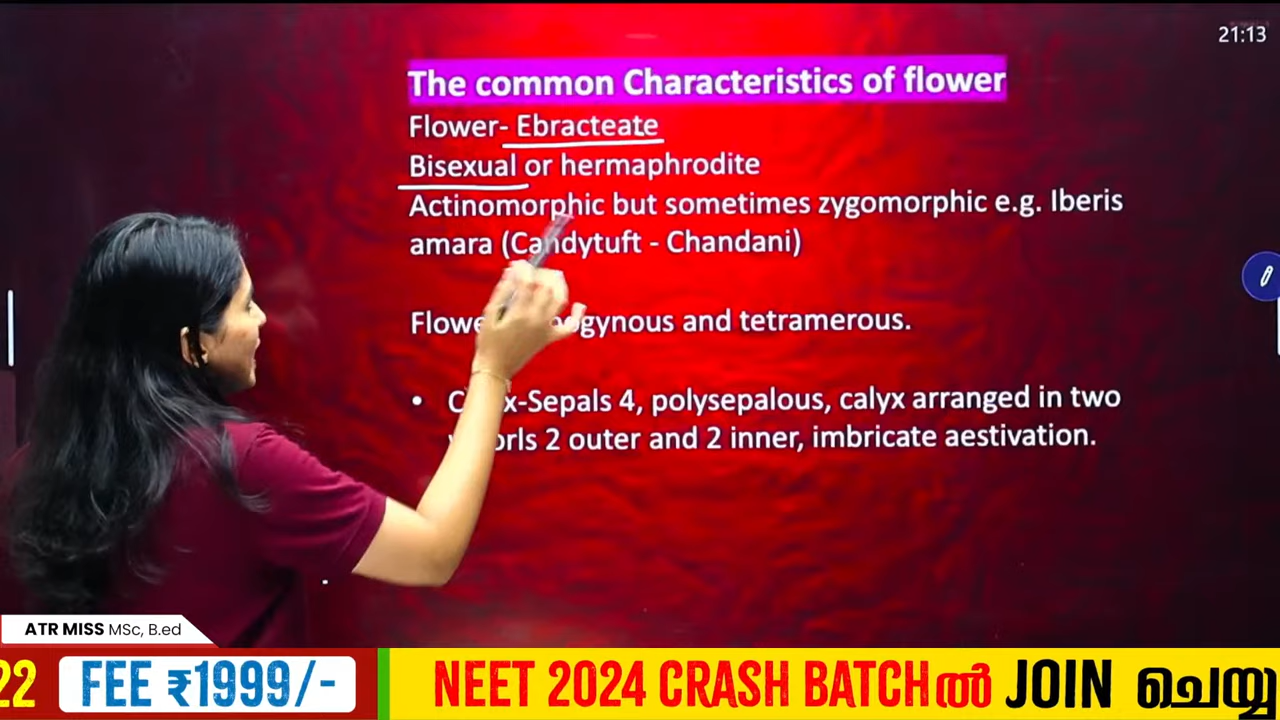 21:13
The common Characteristics of flower
Flower- Ebracteate
Bisexual or hermaphrodite
Actinomorphic but sometimes zygomorphic e.g. Iberis
amara (Candytuft - Chandani)
and tetramerous.
Sepals 4, polysepalous, calyx arranged in two
2 outer and 2 inner, imbricate aestivation.
ATR MISS MSc, B.ed
22 FEE ₹1999/- NEET 2024 CRASH BATCHൽ JOIN